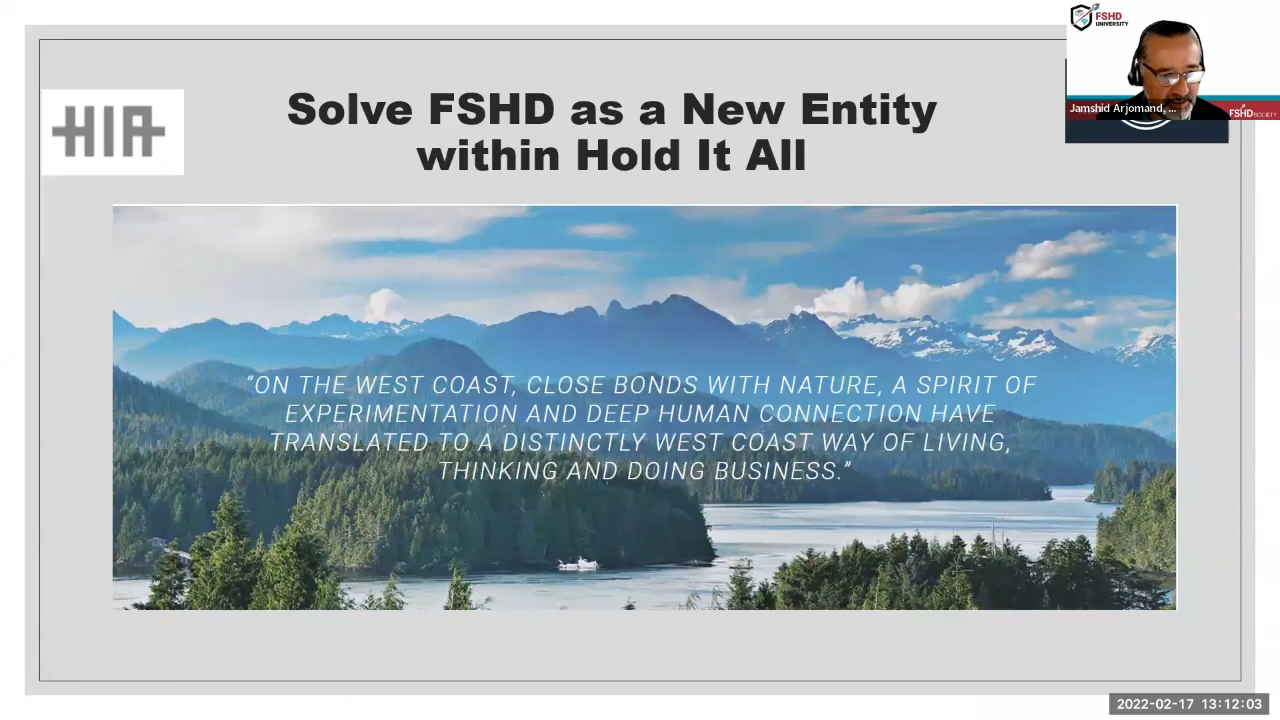 FSHD
UNIVERSITY
Jamshid Arjomand, ...
FSHD SOCIETY
HIA
Solve FSHD as a New Entity
within Hold It All
“ON THE WEST COAST, CLOSE BONDS WITH NATURE, A SPIRIT OF
EXPERIMENTATION AND DEEP HUMAN CONNECTION HAVE
TRANSLATED TO A DISTINCTLY WEST COAST WAY OF LIVING,
THINKING AND DOING BUSINESS.”
2022-02-17 13:12:03